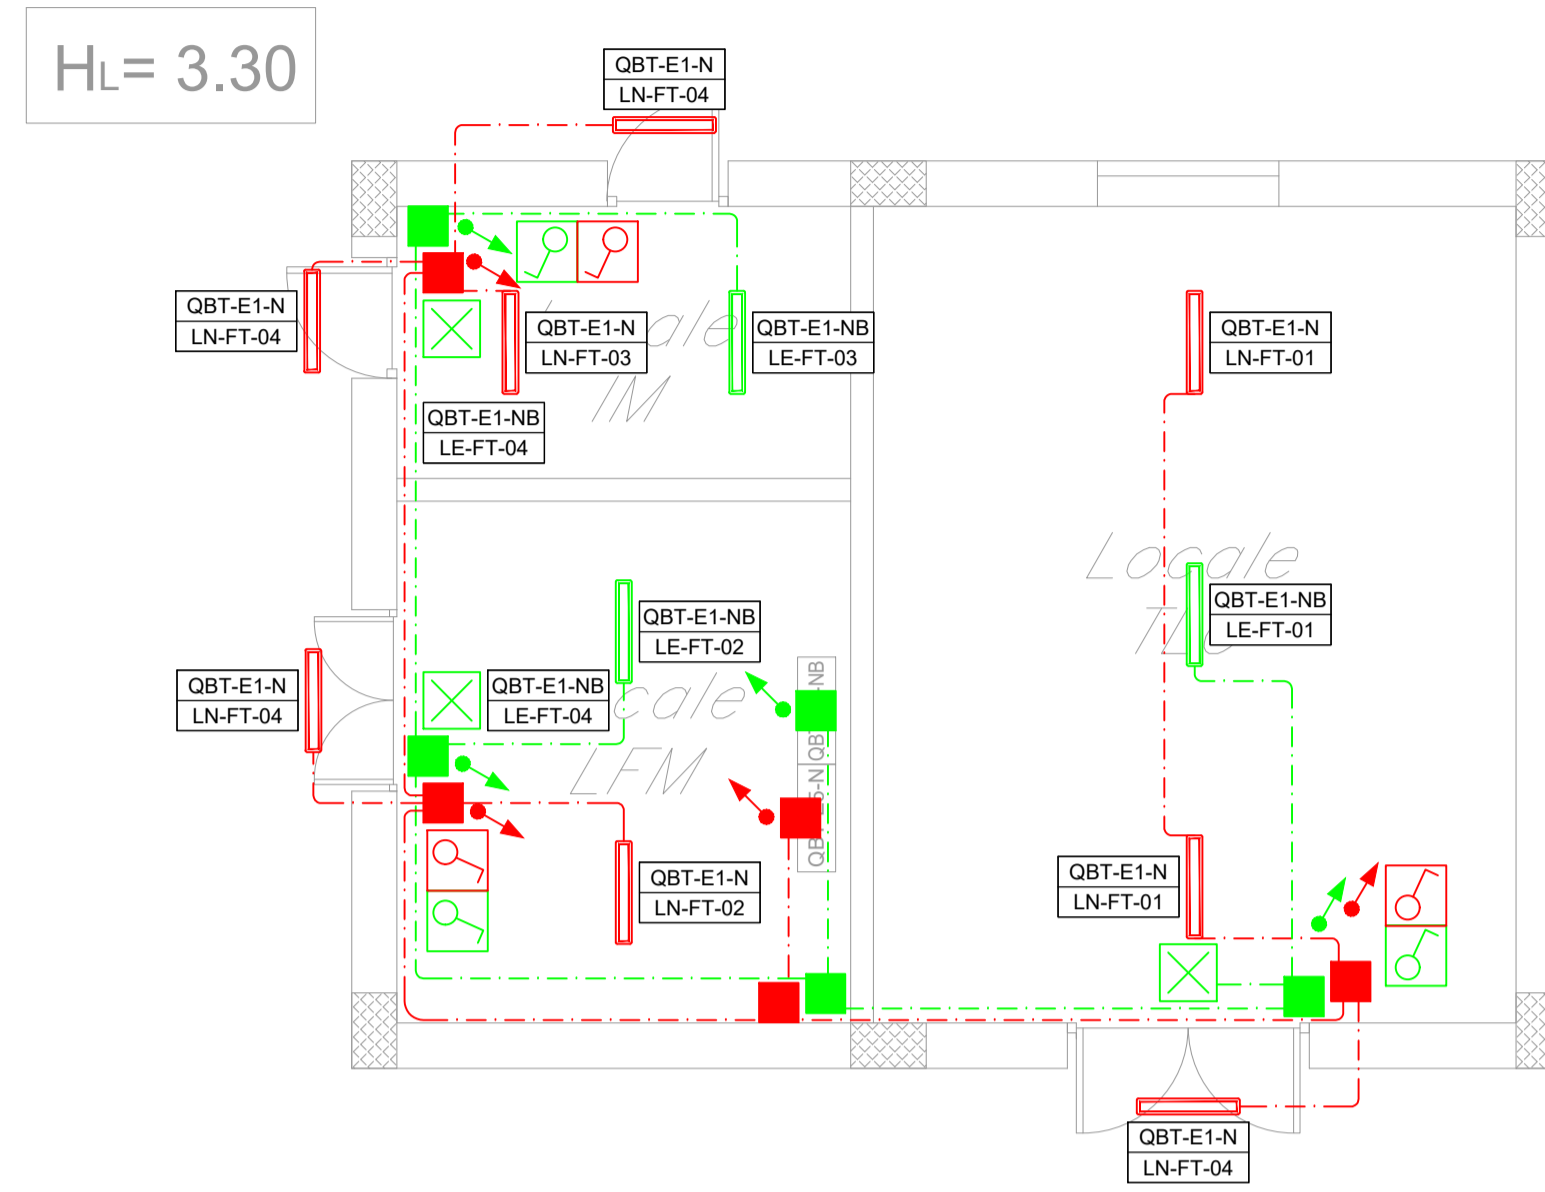 HL= 3.30
QBT-E1-N
LN-FT-04
QBT-E1-N
LN-FT-04
QBT-E1-N
LN-FT-03
QBT-E1-NB
LE-FT-03
QBT-E1-N
LN-FT-01
IM
QBT-E1-NB
LE-FT-04
Locale
QBT-E1-NB
LE-FT-02
QBT-E1-NB
LE-FT-01
QBT-E1-N
LN-FT-04
QBT-E1-NB
LE-FT-04
LFM
QBT-E1-N
LN-FT-02
QBT-E1-N
LN-FT-01
QBT-E1-N
LN-FT-04